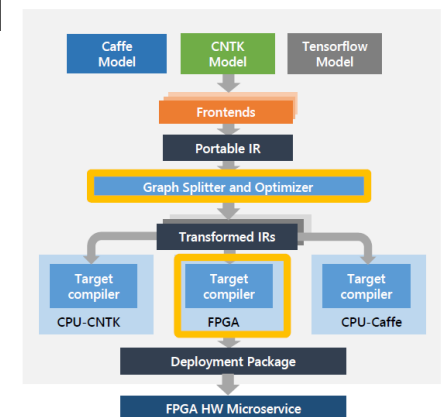 Caffe
Model
CNTK
Model
Tensorflow
Model
Frontends
Portable IR
Graph Splitter and Optimizer
Transformed IRs
Target
compiler
CPU-CNTK
Target
compiler
FPGA
Target
compiler
CPU-Caffe
Deployment Package
FPGA HW Microservice